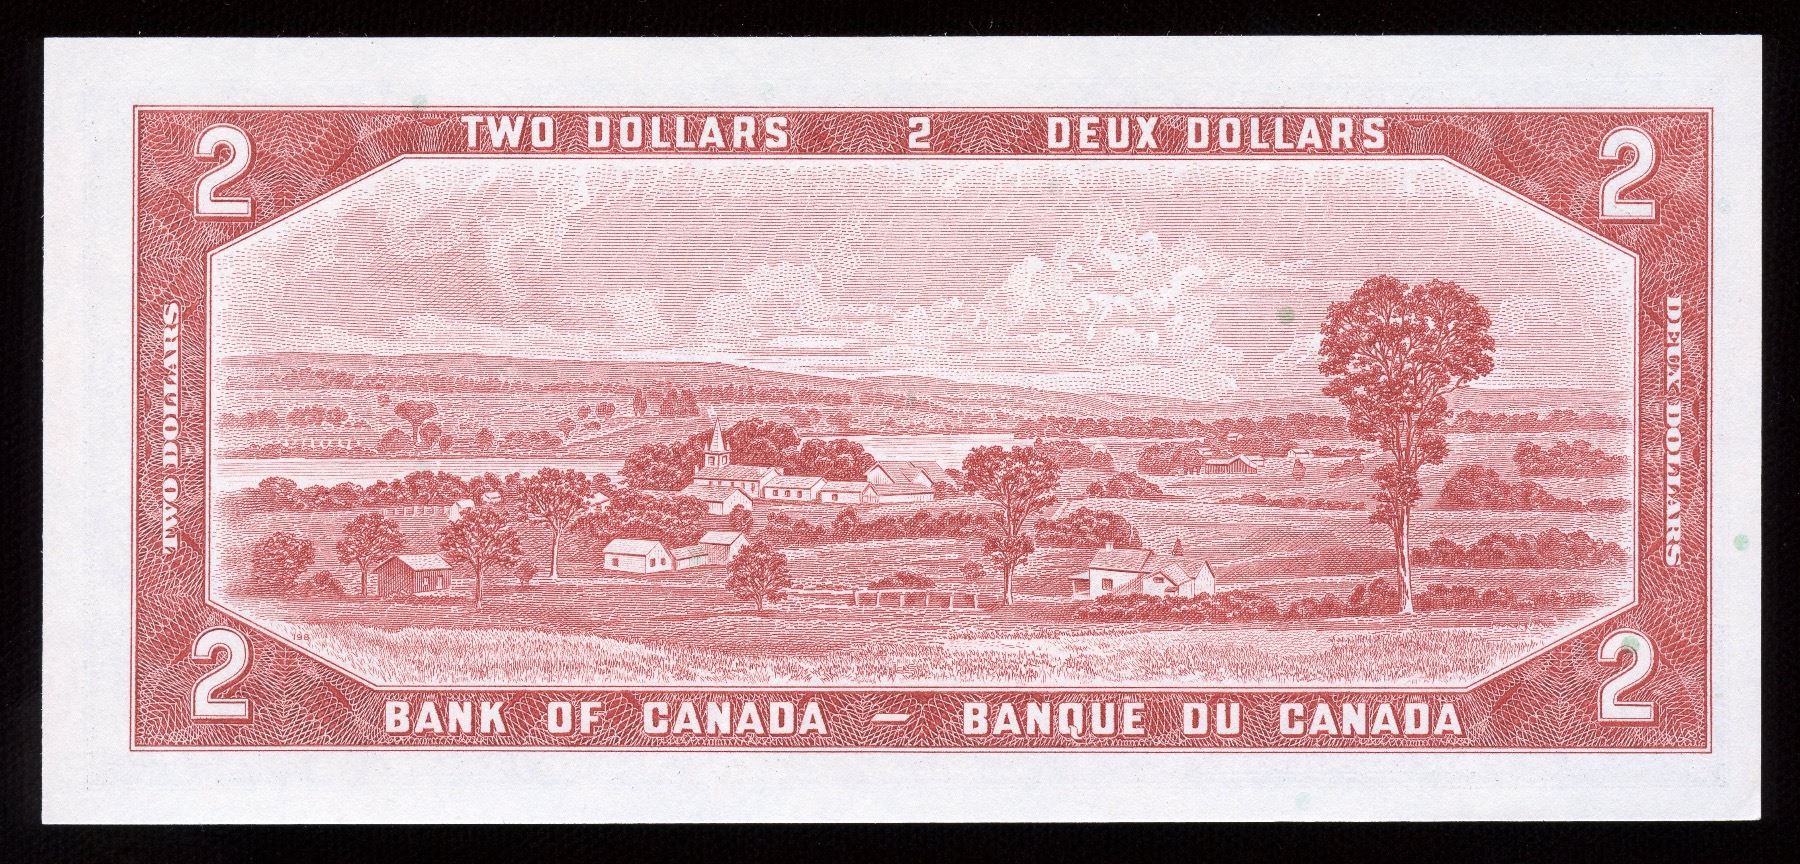 TWO DOLLARS 2 DEUX DOLLARS
2
2
TWO DOLLARS
DEUX DOLLARS
198
2
2
BANK OF CANADA — BANQUE DU CANADA